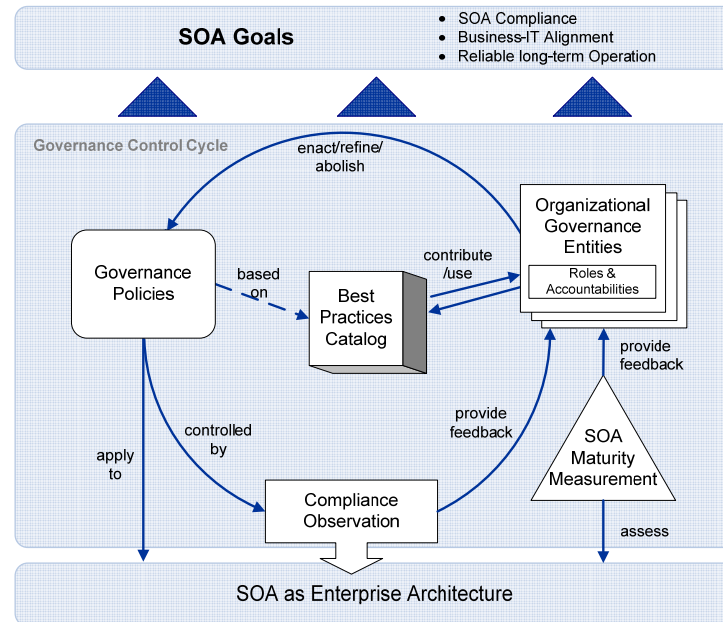 SOA Goals
• SOA Compliance
• Business-IT Alignment
• Reliable long-term Operation
Governance Control Cycle
enact/refine/
abolish
Organizational
Governance
Entities
Roles &
Accountabilities
Governance
Policies
based
on
Best
Practices
Catalog
contribute
/use
provide
feedback
controlled
by
provide
feedback
apply
to
SOA
Maturity
Measurement
Compliance
Observation
assess
SOA as Enterprise Architecture